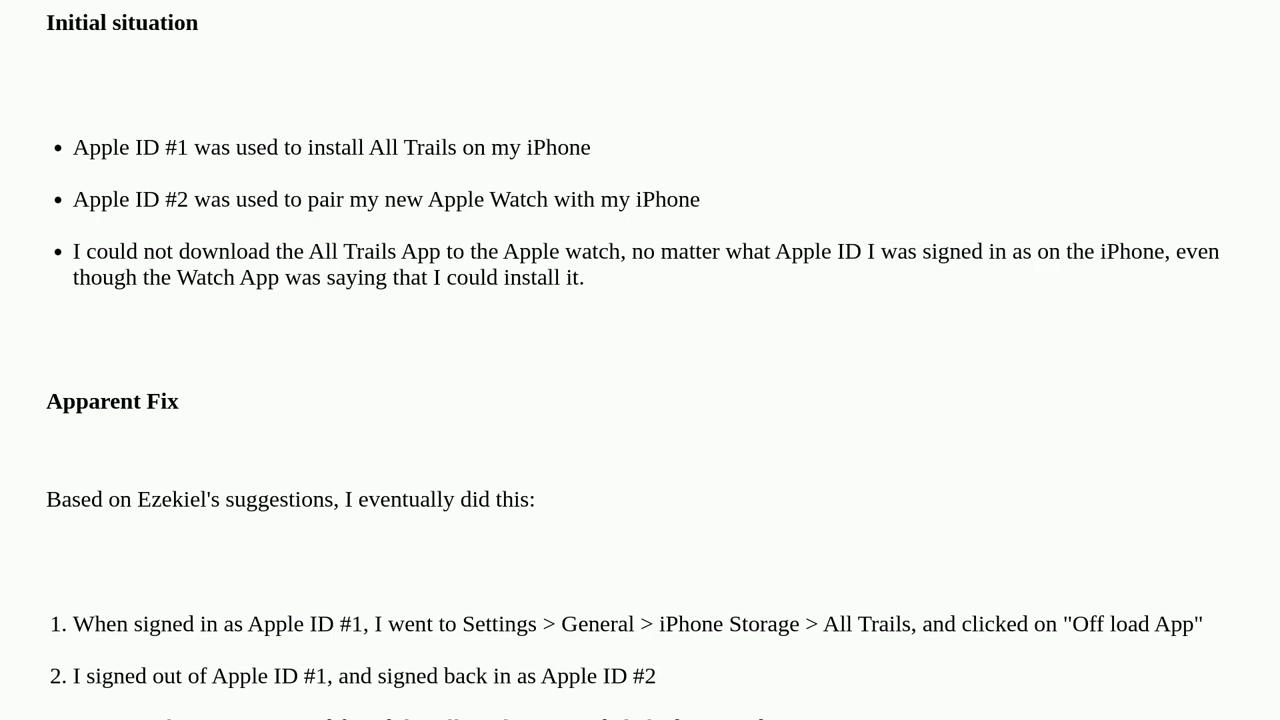 Initial situation
• Apple ID #1 was used to install All Trails on my iPhone
• Apple ID #2 was used to pair my new Apple Watch with my iPhone
• I could not download the All Trails App to the Apple watch, no matter what Apple ID I was signed in as on the iPhone, even
though the Watch App was saying that I could install it.
Apparent Fix
Based on Ezekiel's suggestions, I eventually did this:
1. When signed in as Apple ID #1, I went to Settings > General > iPhone Storage > All Trails, and clicked on "Off load App"
2. I signed out of Apple ID #1, and signed back in as Apple ID #2